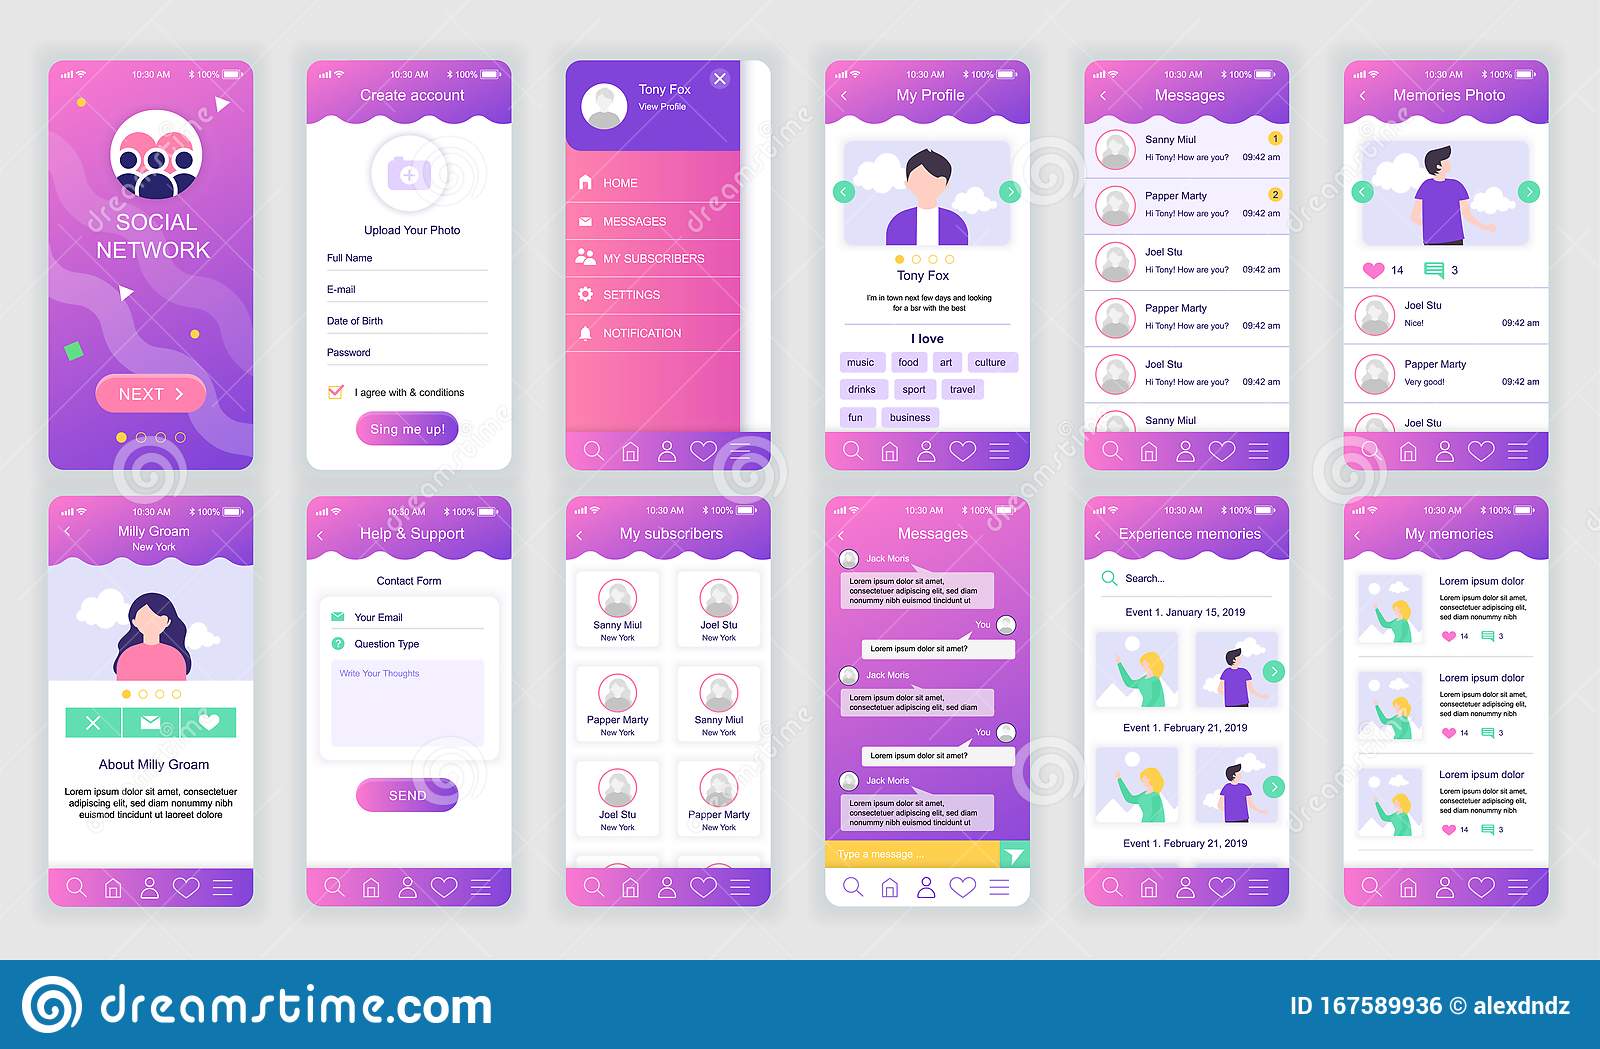 10:30 AM 100%
SOCIAL
NETWORK
NEXT
10:30 AM 100%
Create account
Upload Your Photo
Full Name
E-mail
Date of Birth
Password
I agree with & conditions
Sing me up!
Tony Fox
View Profile
HOME
MESSAGES
MY SUBSCRIBERS
SETTINGS
NOTIFICATION
10:30 AM 100%
My Profile
Tony Fox
I'm in town next few days and looking
for a bsr with the best
I love
music food art culture
drinks sport travel
fun business
10:30 AM 100%
Messages
Sanny Miul 1
Hi Tony! How are you? 09:42 am
Papper Marty 2
Hi Tony! How are you? 09:42 am
Joel Stu
Hi Tony! How are you? 09:42 am
Papper Marty
Hi Tony! How are you? 09:42 am
Joel Stu
Hi Tony! How are you? 09:42 am
Sanny Miul
10:30 AM 100%
Memories Photo
14 3
Joel Stu
Nice! 09:42 am
Papper Marty
Very good! 09:42 am
Joel Stu
10:30 AM 100%
Milly Groam
New York
About Milly Groam
Lorem ipsum dolor sit amet, consectetuer
adipiscing elit, sed diam nonummy nibh
euismod tincidunt ut laoreet dolore
10:30 AM 100%
Help & Support
Contact Form
Your Email
? Question Type
Write Your Thoughts
SEND
10:30 AM 100%
My subscribers
Sanny Miul Joel Stu
New York New York
Papper Marty Sanny Miul
New York New York
Joel Stu Papper Marty
New York New York
10:30 AM 100%
Messages
Jack Moris
Lorem ipsum dolor sit amet,
consectetuer adipiscing elit, sed diam
nonummy nibh euismod tincidunt ut
You
Lorem ipsum dolor sit amet?
Jack Moris
Lorem ipsum dolor sit amet,
consectetuer adipiscing elit, sed diam
You
Lorem ipsum dolor sit amet?
Jack Moris
Lorem ipsum dolor sit amet,
consectetuer adipiscing elit, sed diam
nonummy nibh euismod tincidunt ut
Type a message ...
10:30 AM 100%
Experience memories
Search...
Event 1. January 15, 2019
Event 1. February 21, 2019
Event 1. February 21, 2019
10:30 AM 100%
My memories
Lorem ipsum dolor
Lorem ipsum dolor sit amet,
consectetuer adipiscing elit,
sed diam nonummy nibh
14 3
Lorem ipsum dolor
Lorem ipsum dolor sit amet,
consectetuer adipiscing elit,
sed diam nonummy nibh
14 3
Lorem ipsum dolor
Lorem ipsum dolor sit amet,
consectetuer adipiscing elit,
sed diam nonummy nibh
14 3
dreamstime.com
ID 167589936 © alexdndz